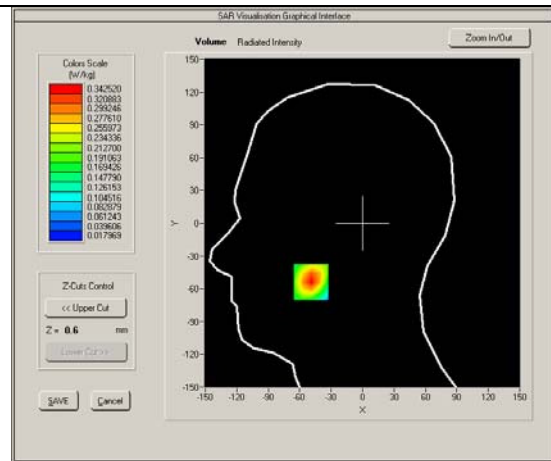 SAR Visualisation Graphical Interface
Volume Radiated Intensity
Zoom In/Out
Colors Scale
(W/kg)
0.342520
0.320883
0.299246
0.277610
0.255973
0.234336
0.212700
0.191063
0.169426
0.147790
0.126153
0.104516
0.082879
0.061243
0.039606
0.017969
Z-Cuts Control
<< Upper Cut
Z = 0.6 mm
Lower Cut >>
SAVE Cancel
150
120
90
60
30
0
-30
-60
-90
-120
-150
Y
-150 -120 -90 -60 -30 0 30 60 90 120 150
X